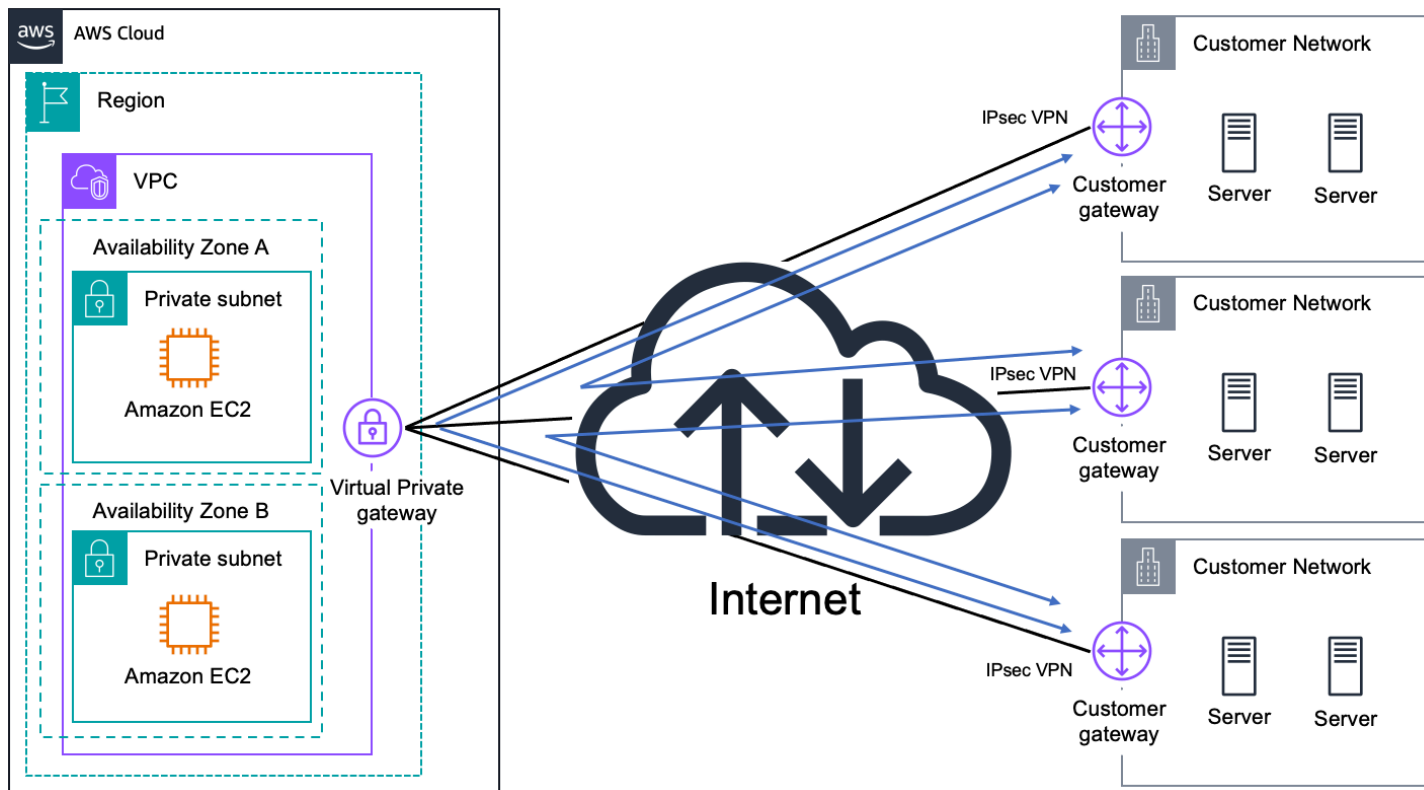 aws
AWS Cloud
Region
VPC
Availability Zone A
Private subnet
Amazon EC2
Availability Zone B
Private subnet
Amazon EC2
Virtual Private
gateway
Internet
IPsec VPN
Customer
gateway
Customer Network
Server
Server
IPsec VPN
Customer
gateway
Customer Network
Server
Server
IPsec VPN
Customer
gateway
Customer Network
Server
Server